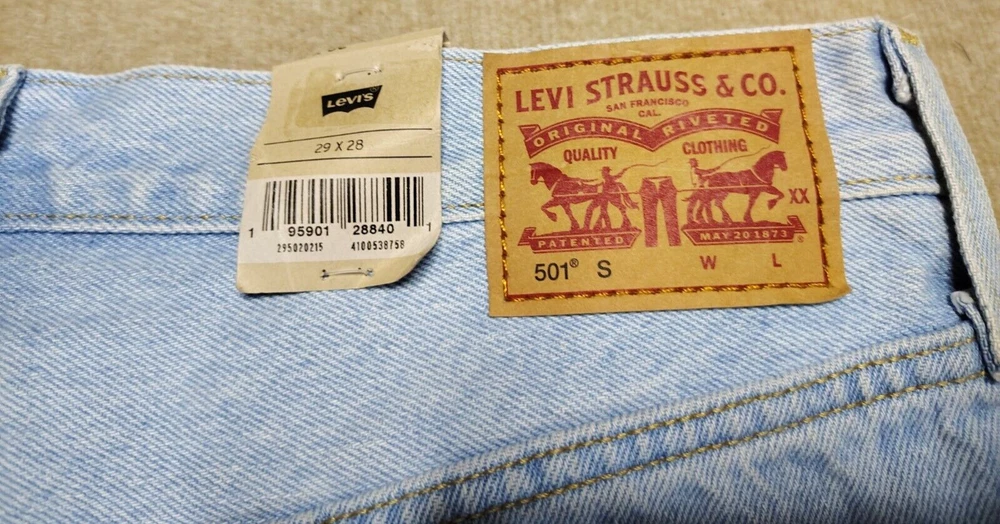 Levi's
29 X 28
1 95901 28840 1
295020215 4100538758
LEVI STRAUSS & CO.
SAN FRANCISCO
CAL.
ORIGINAL RIVETED
QUALITY CLOTHING
XX
PATENTED MAY 20 1873 ®
501® S W L